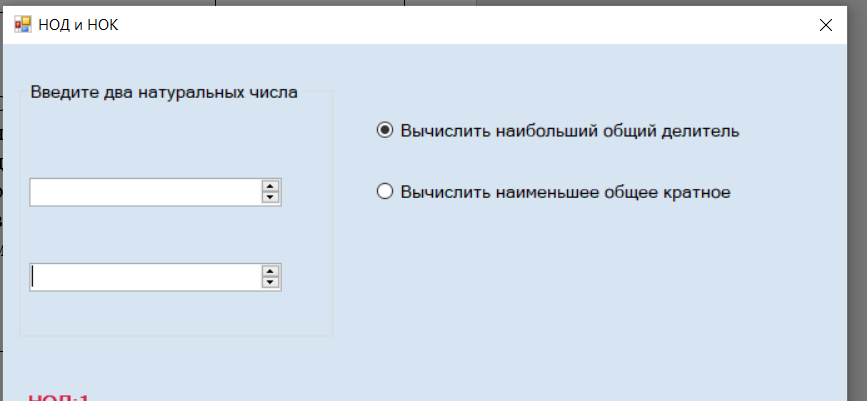 НОД и НОК
Введите два натуральных числа
Вычислить наибольший общий делитель
Вычислить наименьшее общее кратное
НОД:1